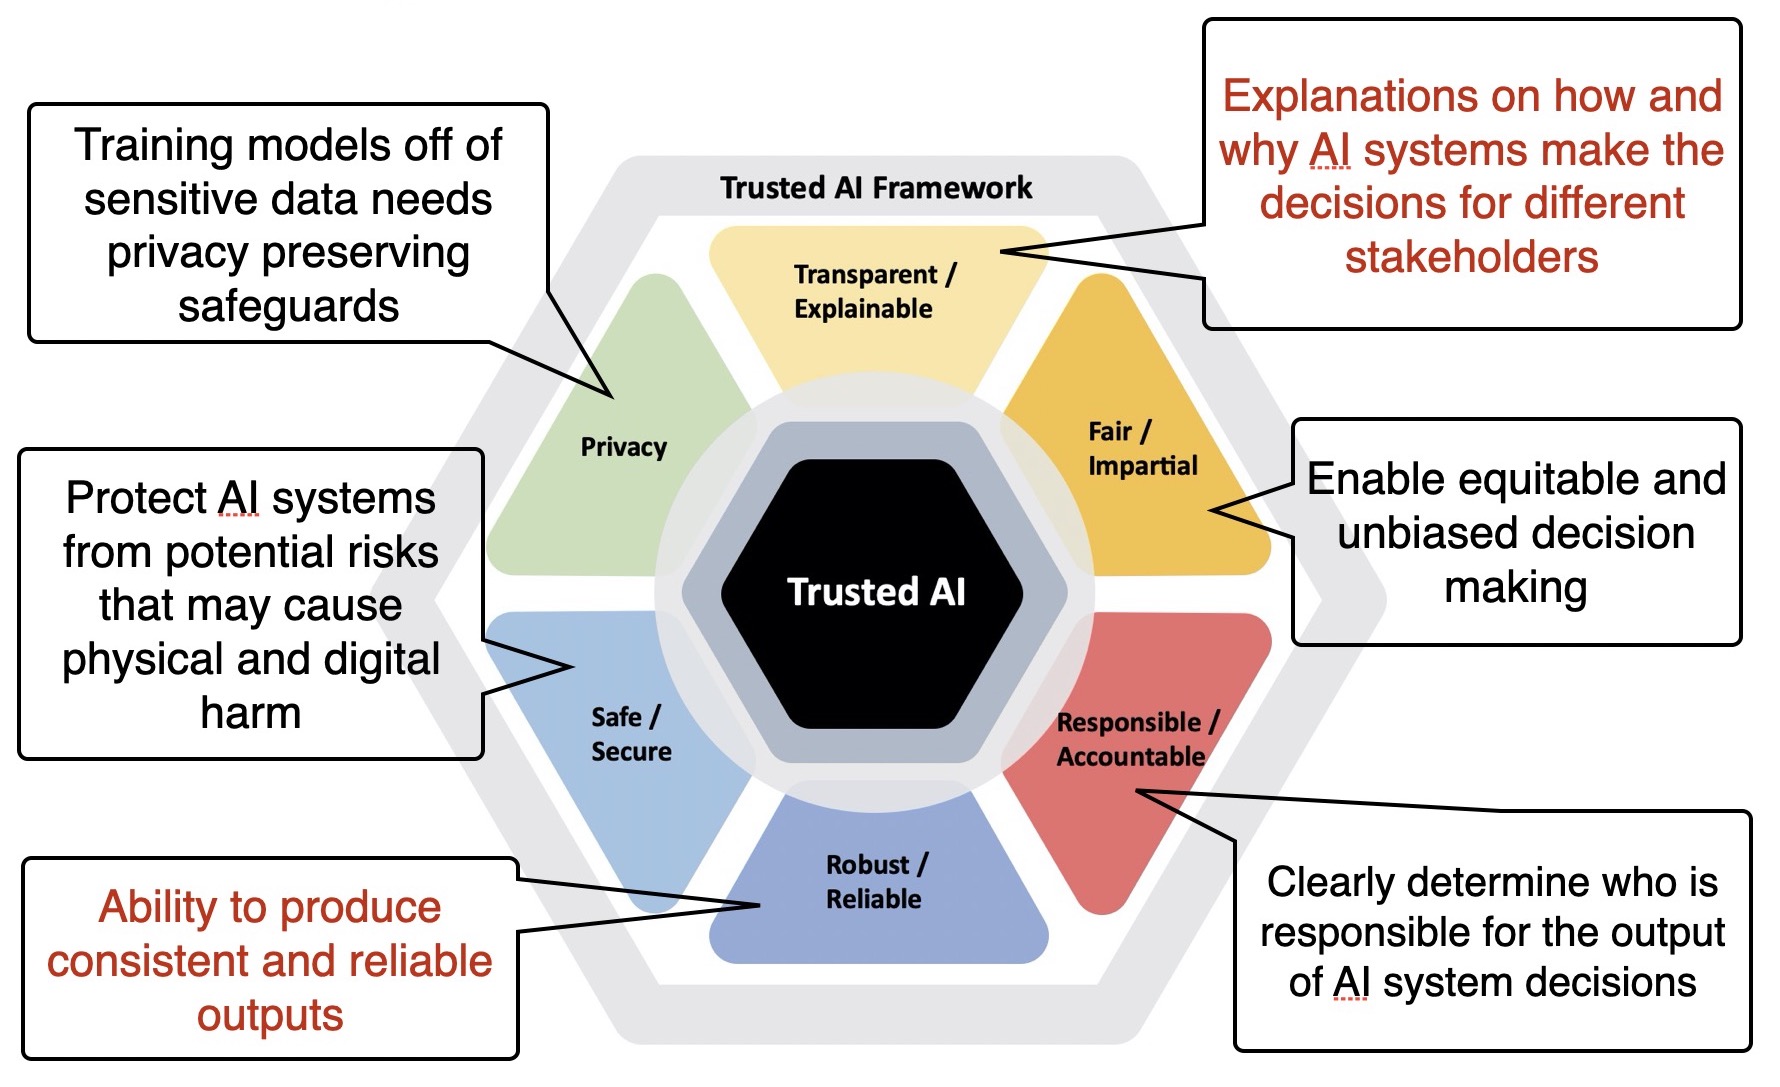 Explanations on how and
why AI systems make the
decisions for different
stakeholders
Training models off of
sensitive data needs
privacy preserving
safeguards
Trusted AI Framework
Transparent /
Explainable
Privacy
Fair /
Impartial
Enable equitable and
unbiased decision
making
Protect AI systems
from potential risks
that may cause
physical and digital
harm
Trusted AI
Safe /
Secure
Responsible /
Accountable
Robust /
Reliable
Ability to produce
consistent and reliable
outputs
Clearly determine who is
responsible for the output
of AI system decisions